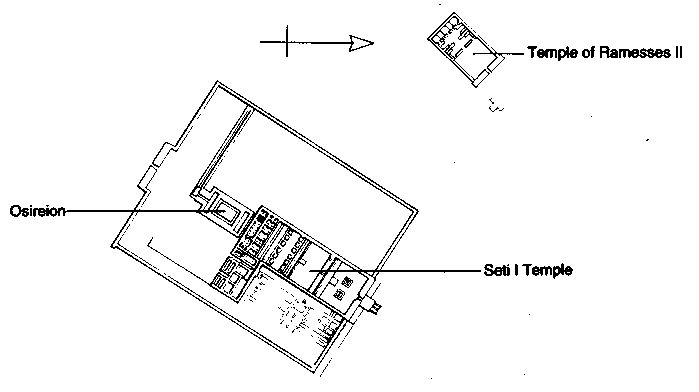 Temple of Ramesses II
Osireion
Seti I Temple